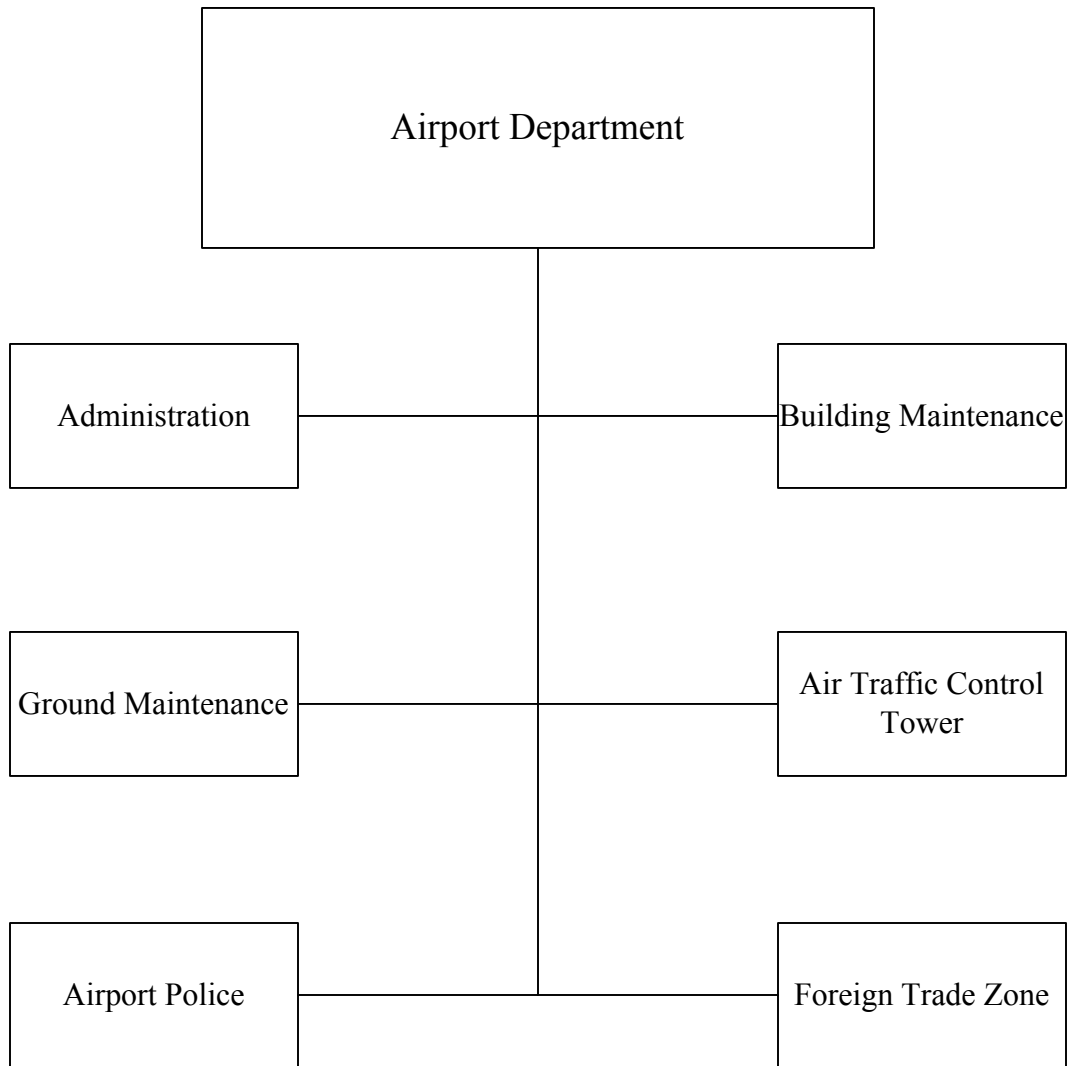 Airport Department
Administration
Building Maintenance
Ground Maintenance
Air Traffic Control
Tower
Airport Police
Foreign Trade Zone